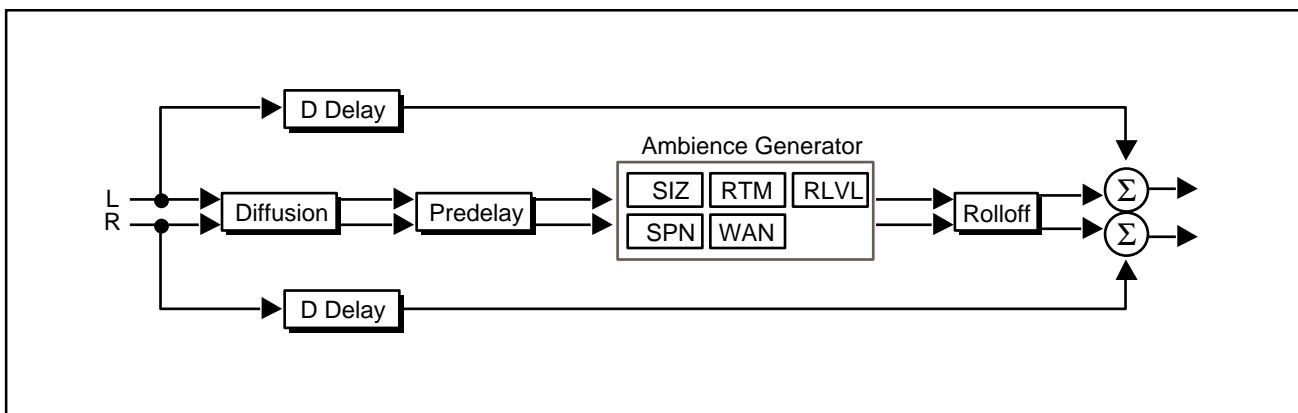 D Delay
Ambience Generator
SIZ RTM RLVL
L
R
Diffusion
Predelay
SPN WAN
Rolloff
Σ
Σ
D Delay